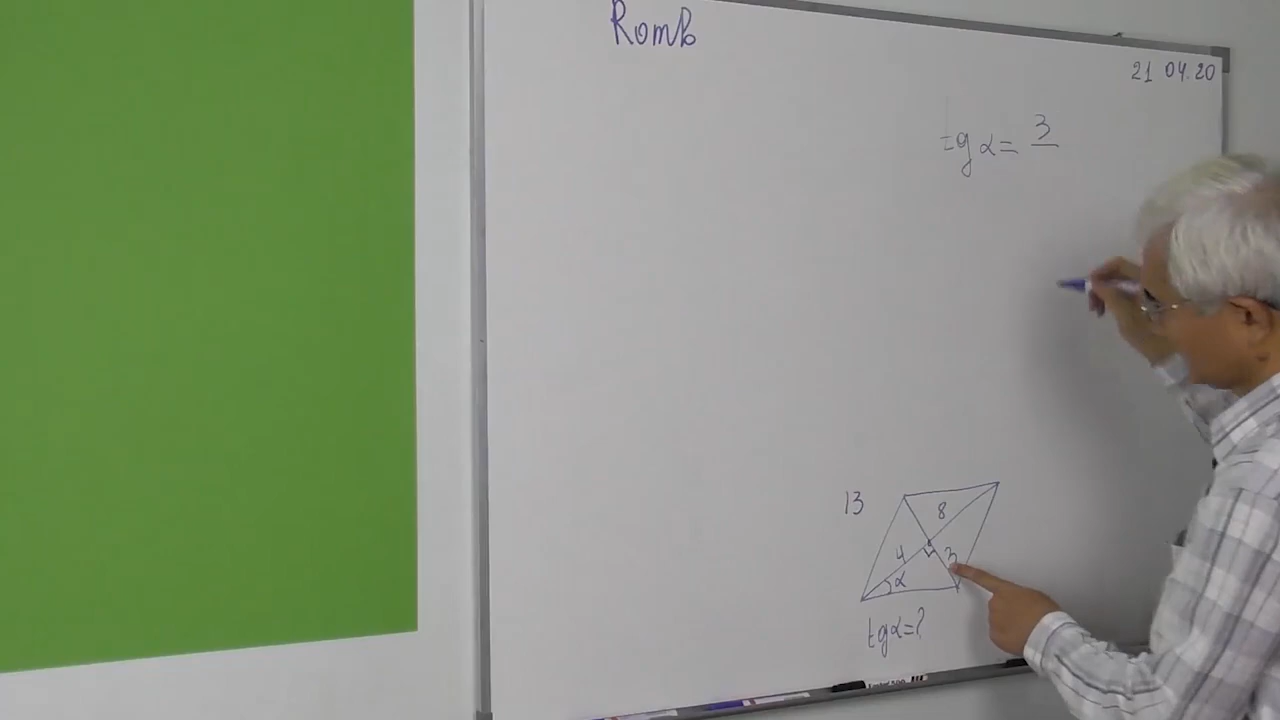 Romb
21 04.20
tg α = 3
13
8
4
3
α
tg α = ?